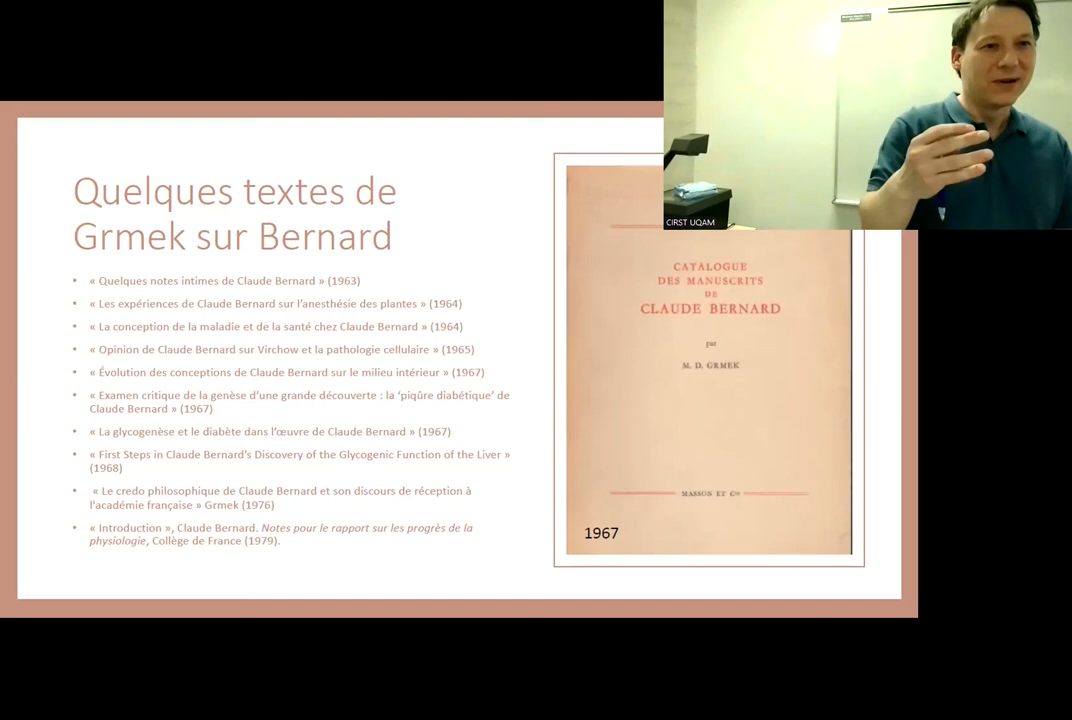 Quelques textes de
Grmek sur Bernard
• « Quelques notes intimes de Claude Bernard » (1963)
• « Les expériences de Claude Bernard sur l’anesthésie des plantes » (1964)
• « La conception de la maladie et de la santé chez Claude Bernard » (1964)
• « Opinion de Claude Bernard sur Virchow et la pathologie cellulaire » (1965)
• « Évolution des conceptions de Claude Bernard sur le milieu intérieur » (1967)
• « Examen critique de la genèse d’une grande découverte : la ‘piqûre diabétique’ de
Claude Bernard » (1967)
• « La glycogenèse et le diabète dans l’œuvre de Claude Bernard » (1967)
• « First Steps in Claude Bernard’s Discovery of the Glycogenic Function of the Liver »
(1968)
• « Le credo philosophique de Claude Bernard et son discours de réception à
l'académie française » Grmek (1976)
• « Introduction », Claude Bernard. Notes pour le rapport sur les progrès de la
physiologie, Collège de France (1979).
CATALOGUE
DES MANUSCRITS
DE
CLAUDE BERNARD
par
M. D. GRMEK
MASSON ET Cie
1967
CIRST UQAM